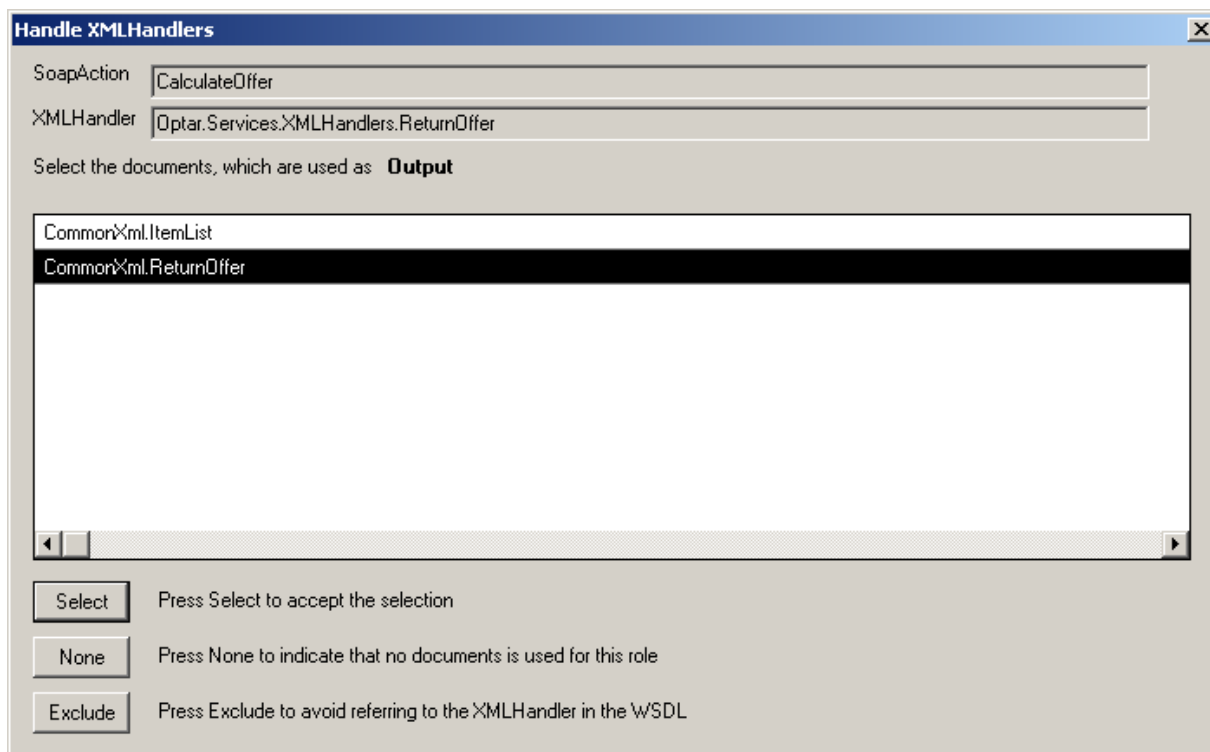 Handle XMLHandlers
SoapAction CalculateOffer
XMLHandler Optar.Services.XMLHandlers.ReturnOffer
Select the documents, which are used as Output
CommonXml.ItemList
CommonXml.ReturnOffer
Select Press Select to accept the selection
None Press None to indicate that no documents is used for this role
Exclude Press Exclude to avoid referring to the XMLHandler in the WSDL